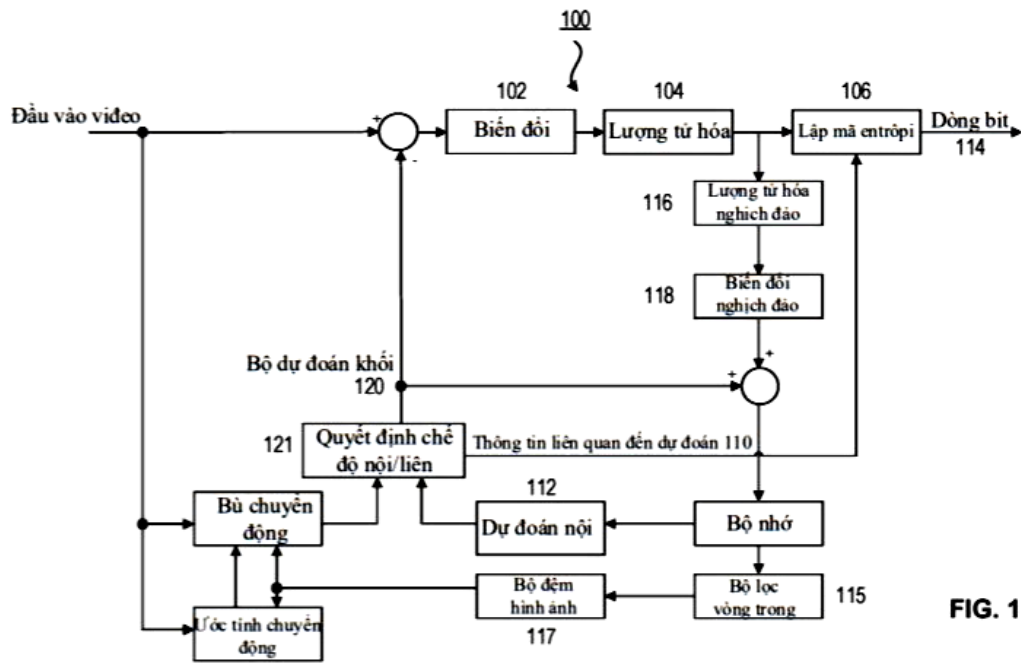 100
102
104
106
Đầu vào video
+
-
Biến đổi
Lượng tử hóa
Lập mã entrôpi
Dòng bit
114
116
Lượng tử hóa
nghịch đảo
118
Biến đổi
nghịch đảo
+
+
Bộ dự đoán khối
120
121
Quyết định chế
độ nội/liên
Thông tin liên quan đến dự đoán 110
112
Bù chuyển
động
Dự đoán nội
Bộ nhớ
Ước tính chuyển
động
Bộ đệm
hình ảnh
117
Bộ lọc
vòng trong
115
FIG. 1